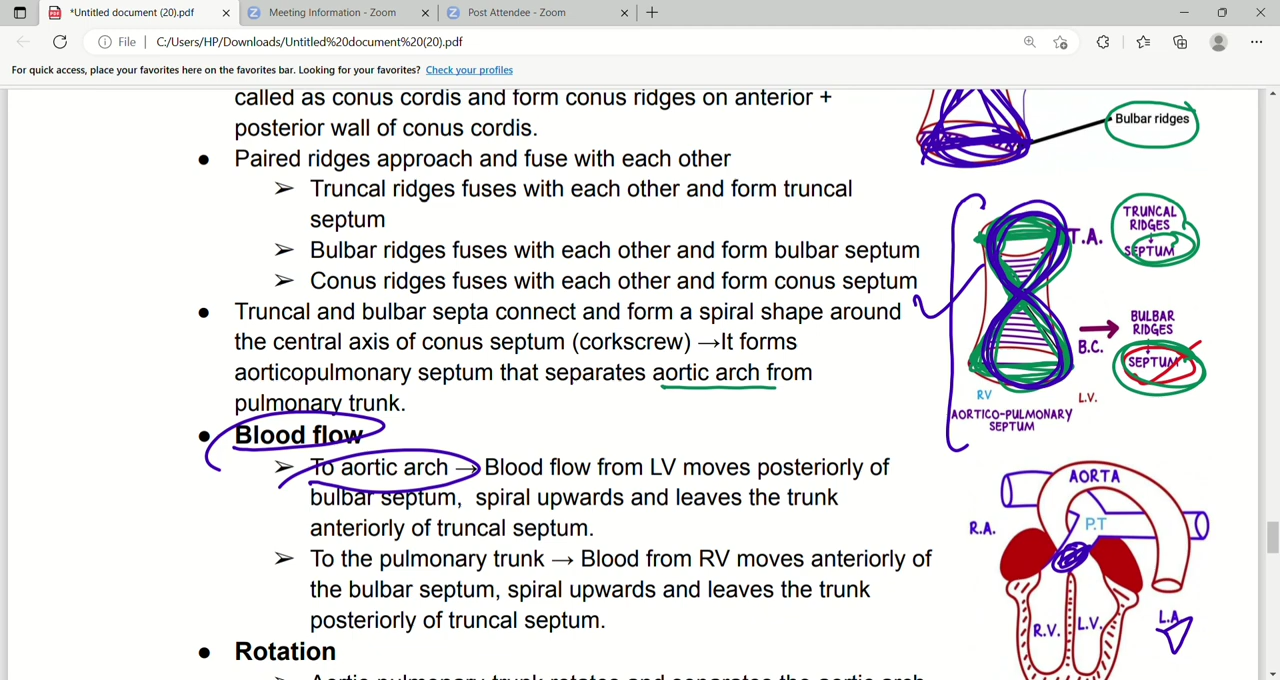 *Untitled document (20).pdf
Meeting Information - Zoom
Post Attendee - Zoom
File
C:/Users/HP/Downloads/Untitled%20document%20(20).pdf
For quick access, place your favorites here on the favorites bar. Looking for your favorites? Check your profiles
called as conus cordis and form conus ridges on anterior +
posterior wall of conus cordis.
● Paired ridges approach and fuse with each other
➢ Truncal ridges fuses with each other and form truncal
septum
➢ Bulbar ridges fuses with each other and form bulbar septum
➢ Conus ridges fuses with each other and form conus septum
● Truncal and bulbar septa connect and form a spiral shape around
the central axis of conus septum (corkscrew) →It forms
aorticopulmonary septum that separates aortic arch from
pulmonary trunk.
● Blood flow
➢ To aortic arch → Blood flow from LV moves posteriorly of
bulbar septum, spiral upwards and leaves the trunk
anteriorly of truncal septum.
➢ To the pulmonary trunk → Blood from RV moves anteriorly of
the bulbar septum, spiral upwards and leaves the trunk
posteriorly of truncal septum.
● Rotation
➢ Aortic pulmonary trunk rotates and separates the aortic arch
Bulbar ridges
T.A.
TRUNCAL
RIDGES
↓
SEPTUM
BULBAR
RIDGES
↓
SEPTUM
B.C.
RV
L.V.
AORTICO-PULMONARY
SEPTUM
AORTA
R.A.
P.T
L.A
R.V.
L.V.